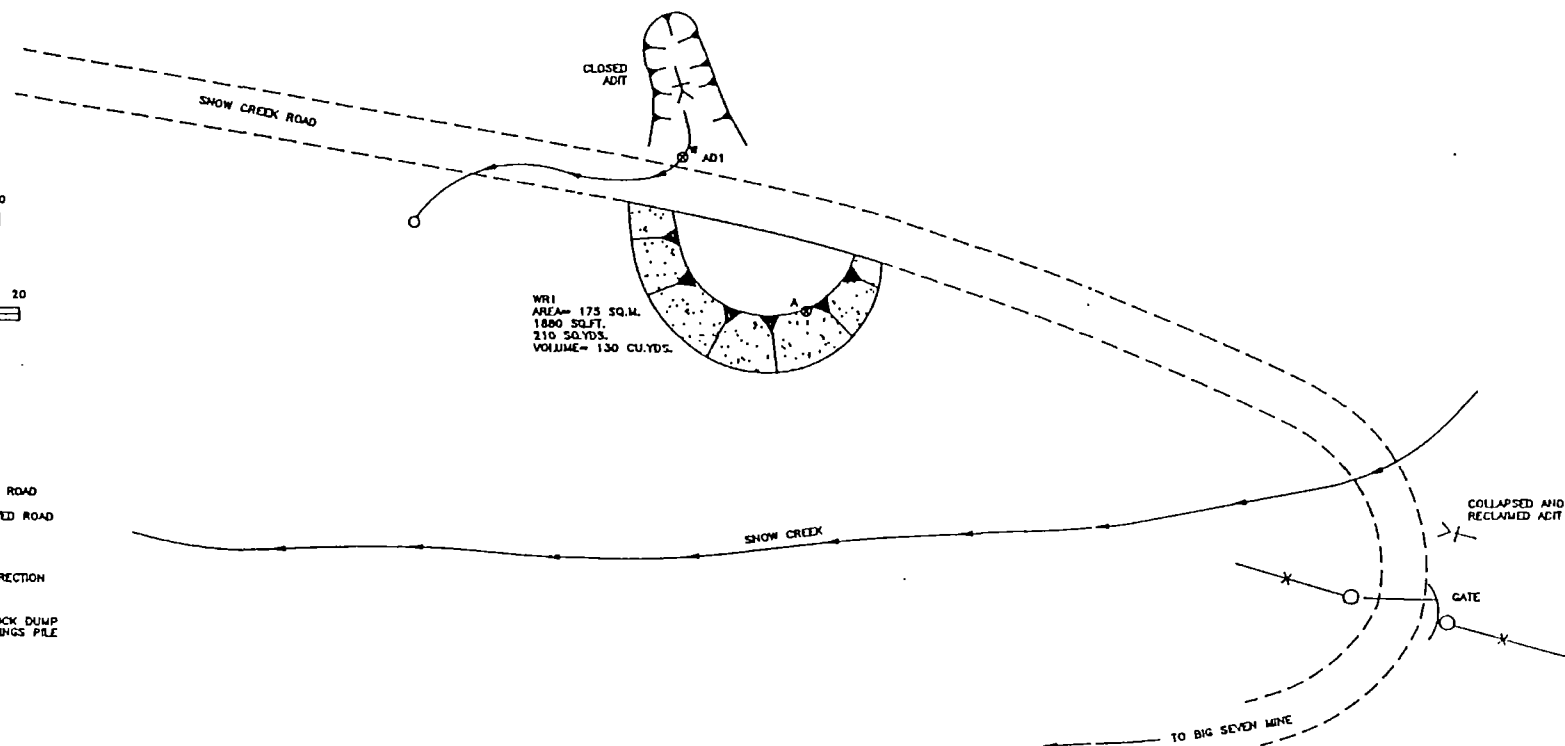 CLOSED
ADIT
SNOW CREEK ROAD
AD1
20
WR1
AREA= 175 SQ.M.
1880 SQ.FT.
210 SQ.YDS.
VOLUME= 130 CU.YDS.
A
ROAD
ROAD
SNOW CREEK
COLLAPSED AND
RECLAIMED ADIT
GATE
DUMP
PILE
TO BIG SEVEN MINE